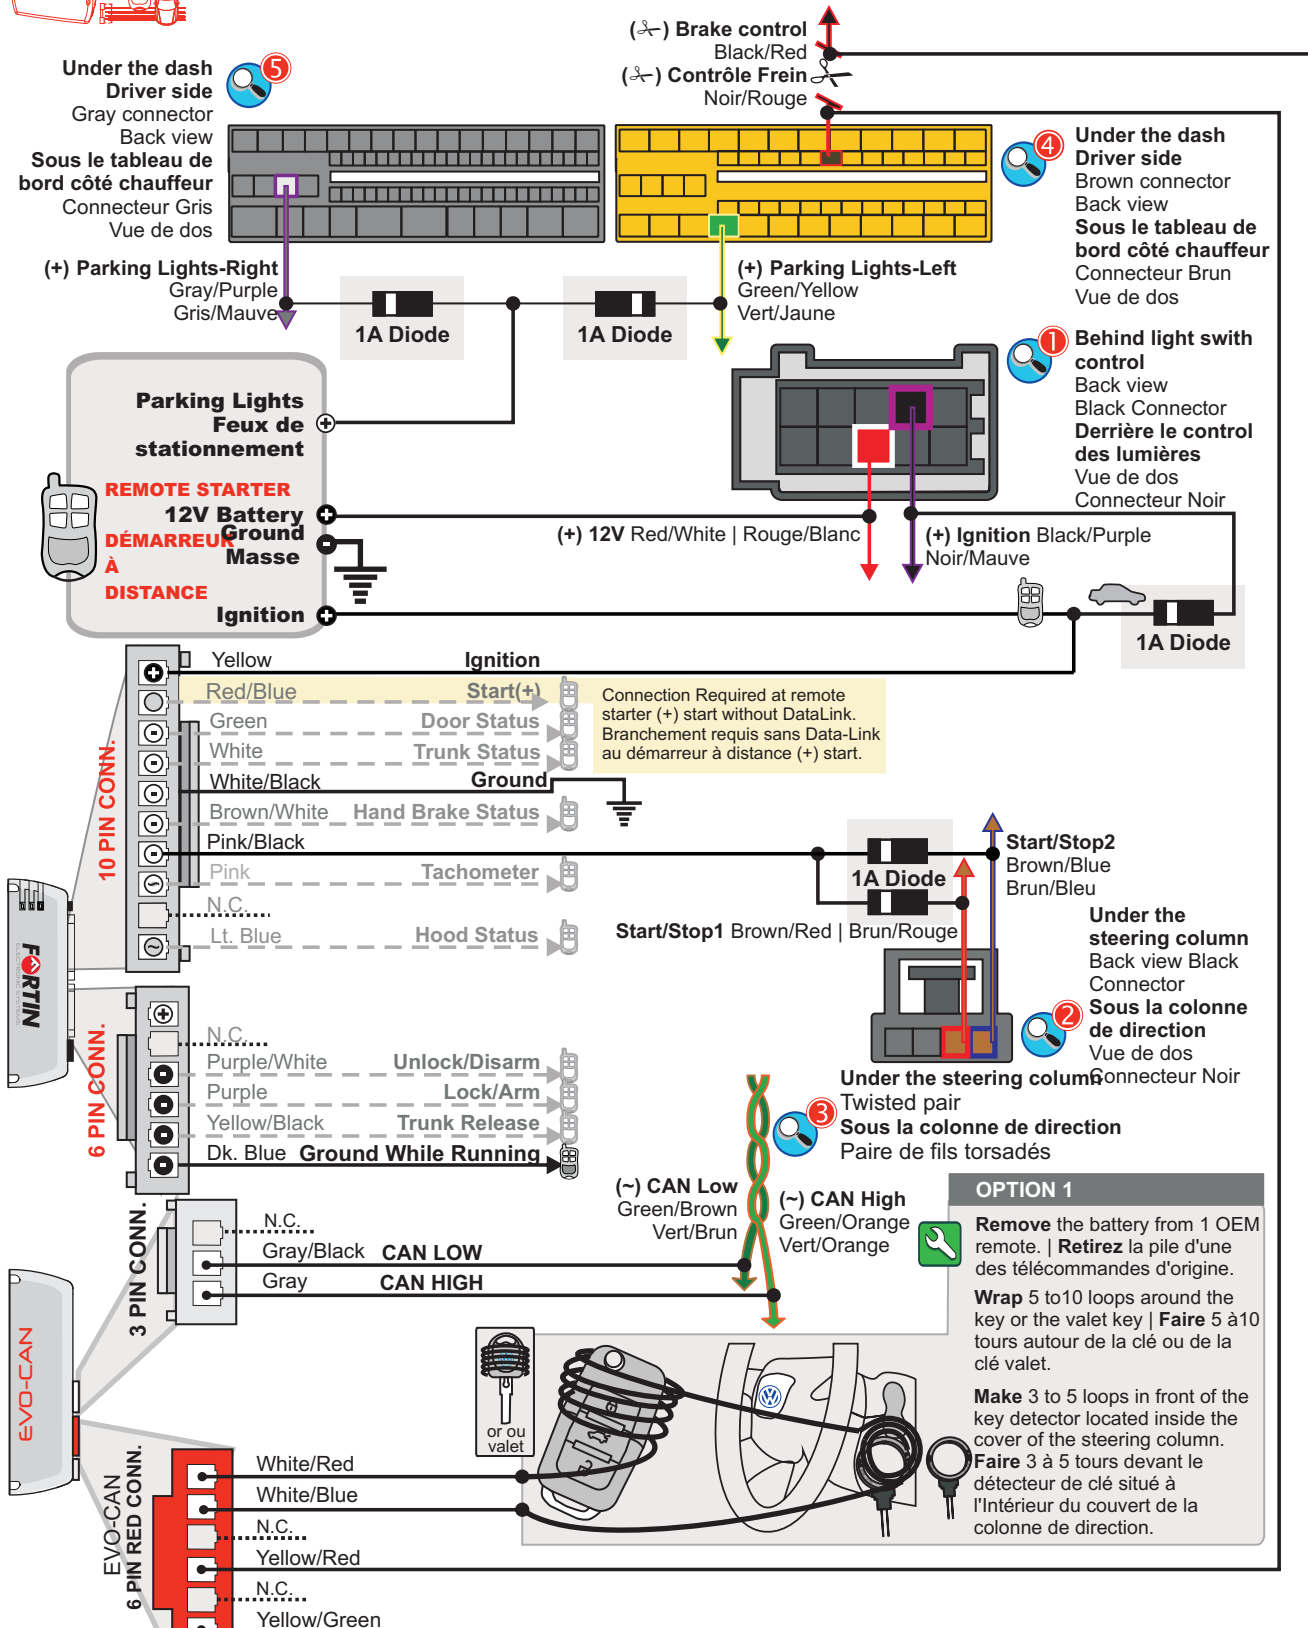 (✂) Brake control
Black/Red
(✂) Contrôle Frein
Noir/Rouge
5
Under the dash
Driver side
Gray connector
Back view
Sous le tableau de
bord côté chauffeur
Connecteur Gris
Vue de dos
4
Under the dash
Driver side
Brown connector
Back view
Sous le tableau de
bord côté chauffeur
Connecteur Brun
Vue de dos
(+) Parking Lights-Right
Gray/Purple
Gris/Mauve
1A Diode
1A Diode
(+) Parking Lights-Left
Green/Yellow
Vert/Jaune
1
Behind light swith
control
Back view
Black Connector
Derrière le control
des lumières
Vue de dos
Connecteur Noir
Parking Lights
Feux de
stationnement
REMOTE STARTER
12V Battery
DÉMARREUR
Ground
Masse
À
DISTANCE
Ignition
(+) 12V Red/White | Rouge/Blanc
(+) Ignition Black/Purple
Noir/Mauve
1A Diode
10 PIN CONN.
Yellow Ignition
Red/Blue Start(+)
Green Door Status
White Trunk Status
White/Black Ground
Brown/White Hand Brake Status
Pink/Black
Pink Tachometer
N.C.
Lt. Blue Hood Status
Connection Required at remote
starter (+) start without DataLink.
Branchement requis sans Data-Link
au démarreur à distance (+) start.
1A Diode
Start/Stop2
Brown/Blue
Brun/Bleu
Start/Stop1 Brown/Red | Brun/Rouge
2
Under the
steering column
Back view Black
Connector
Sous la colonne
de direction
Vue de dos
Connecteur Noir
FORTIN
ELECTRONIC SYSTEMS
6 PIN CONN.
N.C.
Purple/White Unlock/Disarm
Purple Lock/Arm
Yellow/Black Trunk Release
Dk. Blue Ground While Running
3
Under the steering column
Twisted pair
Sous la colonne de direction
Paire de fils torsadés
(~) CAN Low
Green/Brown
Vert/Brun
(~) CAN High
Green/Orange
Vert/Orange
3 PIN CONN.
N.C.
Gray/Black CAN LOW
Gray CAN HIGH
OPTION 1
Remove the battery from 1 OEM
remote. | Retirez la pile d'une
des télécommandes d'origine.
Wrap 5 to10 loops around the
key or the valet key | Faire 5 à10
tours autour de la clé ou de la
clé valet.
Make 3 to 5 loops in front of the
key detector located inside the
cover of the steering column.
Faire 3 à 5 tours devant le
détecteur de clé situé à
l'Intérieur du couvert de la
colonne de direction.
or ou
valet
EVO-CAN
EVO-CAN
6 PIN RED CONN.
White/Red
White/Blue
N.C.
Yellow/Red
N.C.
Yellow/Green